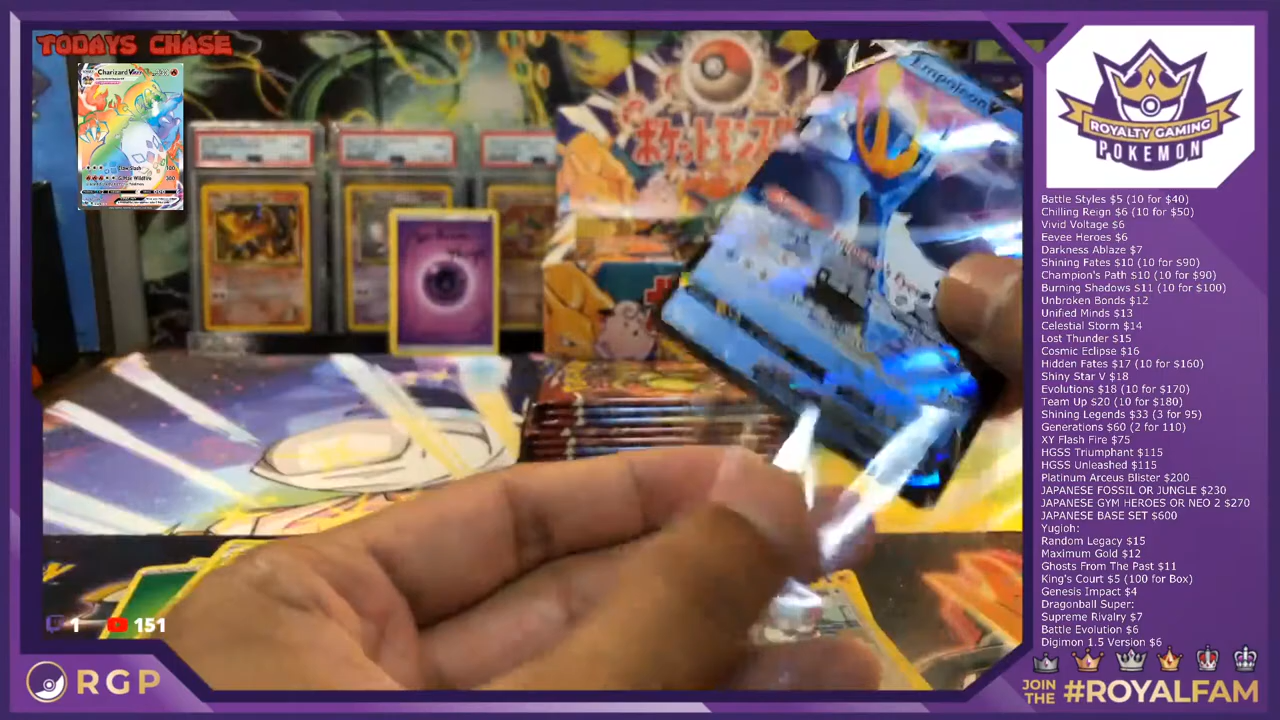 TODAYS CHASE
Charizard
Claw Slash 100
G-Max Wildfire 300
ポケットモンスタ
Empoleon V
ROYALTY GAMING
POKEMON
Battle Styles $5 (10 for $40)
Chilling Reign $6 (10 for $50)
Vivid Voltage $6
Eevee Heroes $6
Darkness Ablaze $7
Shining Fates $10 (10 for $90)
Champion's Path $10 (10 for $90)
Burning Shadows $11 (10 for $100)
Unbroken Bonds $12
Unified Minds $13
Celestial Storm $14
Lost Thunder $15
Cosmic Eclipse $16
Hidden Fates $17 (10 for $160)
Shiny Star V $18
Evolutions $18 (10 for $170)
Team Up $20 (10 for $180)
Shining Legends $33 (3 for 95)
Generations $60 (2 for 110)
XY Flash Fire $75
HGSS Triumphant $115
HGSS Unleashed $115
Platinum Arceus Blister $200
JAPANESE FOSSIL OR JUNGLE $230
JAPANESE GYM HEROES OR NEO 2 $270
JAPANESE BASE SET $600
Yugioh:
Random Legacy $15
Maximum Gold $12
Ghosts From The Past $11
King's Court $5 (100 for Box)
Genesis Impact $4
Dragonball Super:
Supreme Rivalry $7
Battle Evolution $6
Digimon 1.5 Version $6
1 151
RGP
JOIN THE #ROYALFAM